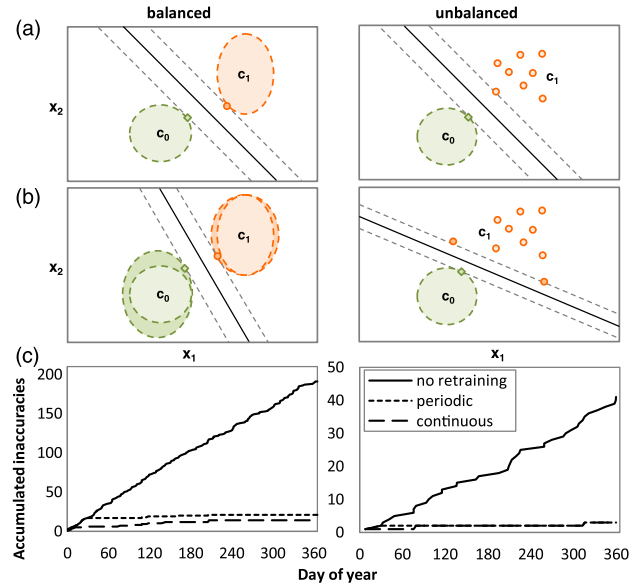 balanced unbalanced
(a)
c1 c1
x2
c0 c0
(b)
c1 c1
x2
c0 c0
x1 x1
(c)
200 50
no retraining
periodic
continuous
150 40
100 30
20
50 10
0 0
0 60 120 180 240 300 360 0 60 120 180 240 300 360
Accumulated inaccuracies
Day of year